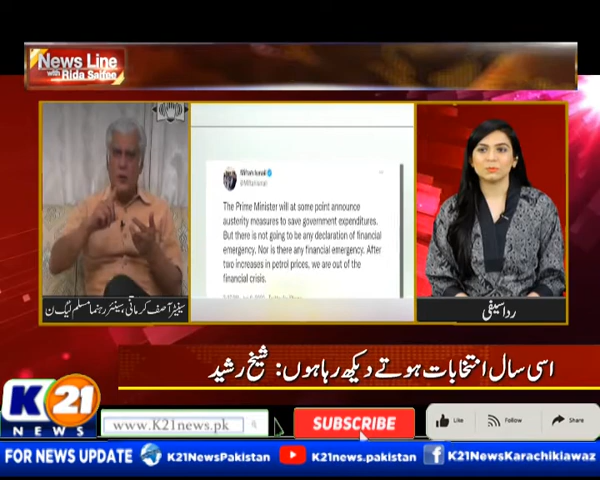 News Line
with Rida Saifee
Miftah Ismail
@MiftahIsmail
The Prime Minister will at some point announce
austerity measures to save government expenditures.
But there is not going to be any declaration of financial
emergency. Nor is there any financial emergency. After
two increases in petrol prices, we are out of the
financial crisis.
سینیٹر آصف کرمانی، سینئر رہنما مسلم لیگ ن
ردا سیفی
اسی سال انتخابات ہوتے دیکھ رہا ہوں: شیخ رشید
K21
NEWS
www.K21news.pk
SUBSCRIBE
Like
Follow
Share
FOR NEWS UPDATE
K21NewsPakistan
K21news.pakistan
K21NewsKarachikiawaz